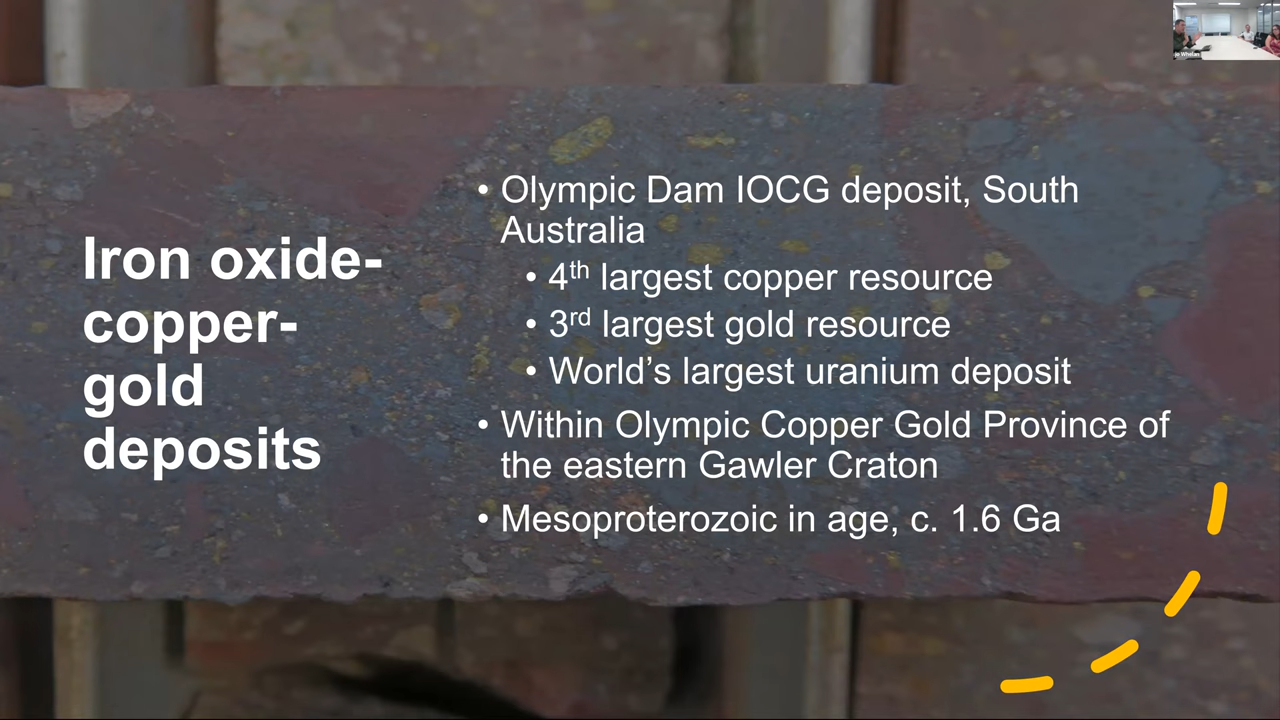 Iron oxide-
copper-
gold
deposits
• Olympic Dam IOCG deposit, South
Australia
• 4th largest copper resource
• 3rd largest gold resource
• World's largest uranium deposit
• Within Olympic Copper Gold Province of
the eastern Gawler Craton
• Mesoproterozoic in age, c. 1.6 Ga
Jo Whelan